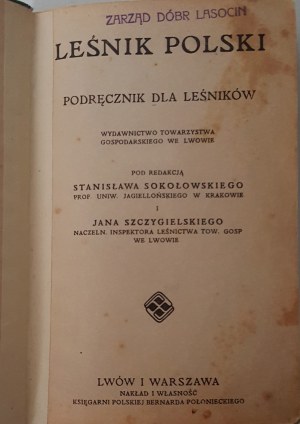 ZARZĄD DÓBR LASOCIN
LEŚNIK POLSKI
PODRĘCZNIK DLA LEŚNIKÓW
WYDAWNICTWO TOWARZYSTWA
GOSPODARSKIEGO WE LWOWIE
POD REDAKCJĄ
STANISŁAWA SOKOŁOWSKIEGO
PROF. UNIW. JAGIELLOŃSKIEGO W KRAKOWIE
I
JANA SZCZYGIELSKIEGO
NACZELN. INSPEKTORA LEŚNICTWA TOW. GOSP
WE LWOWIE
LWÓW I WARSZAWA
NAKŁAD I WŁASNOŚĆ
KSIĘGARNI POLSKIEJ BERNARDA POŁONIECKIEGO